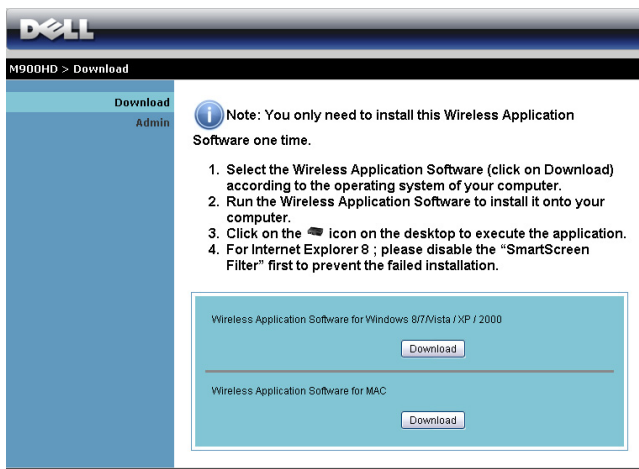 DELL
M900HD > Download
Download
Admin
Note: You only need to install this Wireless Application
Software one time.
1. Select the Wireless Application Software (click on Download)
according to the operating system of your computer.
2. Run the Wireless Application Software to install it onto your
computer.
3. Click on the icon on the desktop to execute the application.
4. For Internet Explorer 8 ; please disable the “SmartScreen
Filter” first to prevent the failed installation.
Wireless Application Software for Windows 8/7/Vista / XP / 2000
Download
Wireless Application Software for MAC
Download